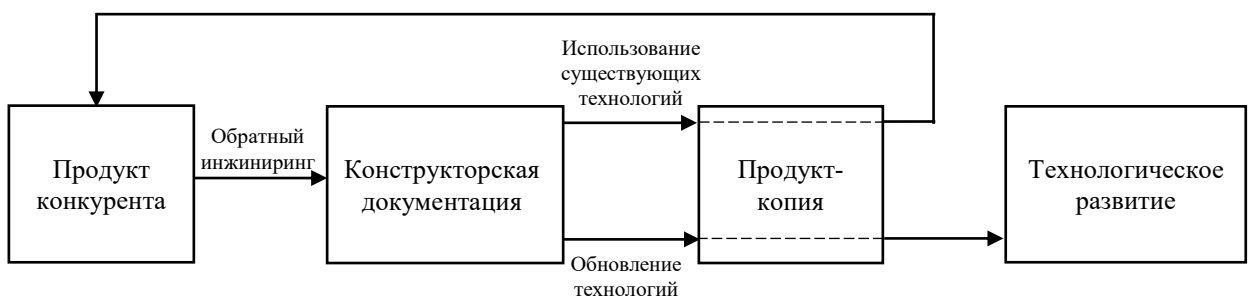 Использование
существующих
технологий
Продукт
конкурента
Обратный
инжиниринг
Конструкторская
документация
Продукт-
копия
Технологическое
развитие
Обновление
технологий